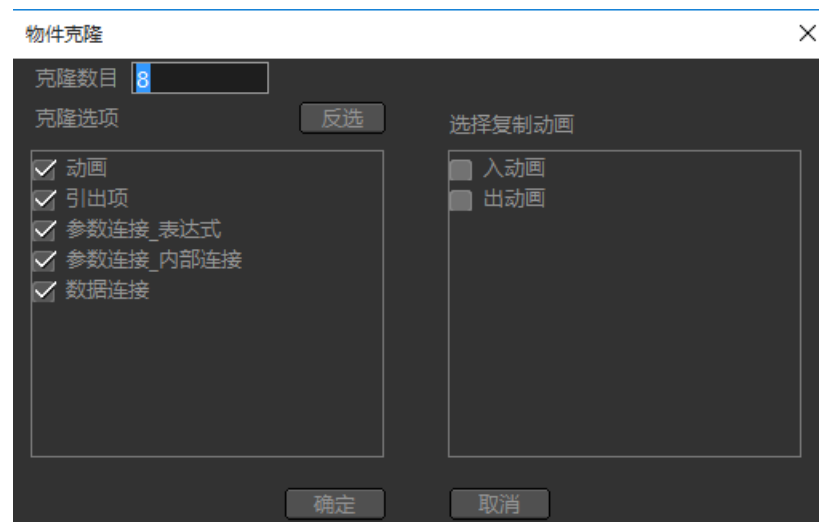 物件克隆
克隆数目 8
克隆选项 反选
选择复制动画
动画
引出项
参数连接_表达式
参数连接_内部连接
数据连接
入动画
出动画
确定 取消